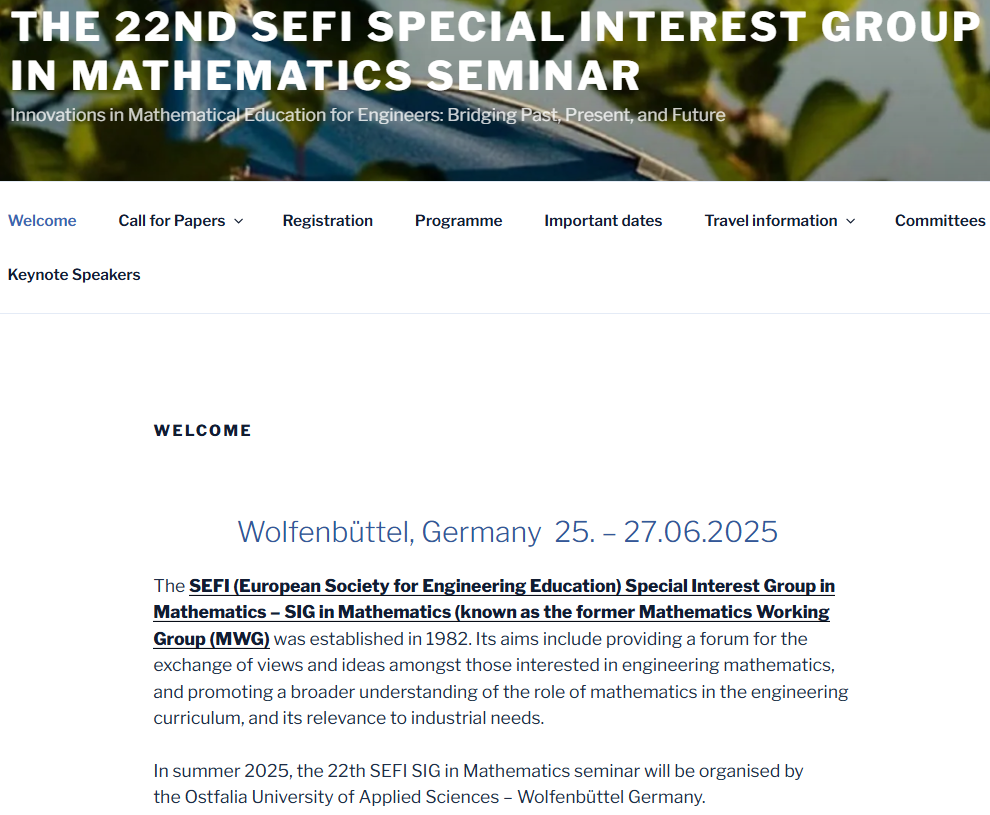 THE 22ND SEFI SPECIAL INTEREST GROUP
IN MATHEMATICS SEMINAR
Innovations in Mathematical Education for Engineers: Bridging Past, Present, and Future
Welcome Call for Papers Registration Programme Important dates Travel information Committees
Keynote Speakers
WELCOME
Wolfenbüttel, Germany 25. – 27.06.2025
The SEFI (European Society for Engineering Education) Special Interest Group in
Mathematics – SIG in Mathematics (known as the former Mathematics Working
Group (MWG) was established in 1982. Its aims include providing a forum for the
exchange of views and ideas amongst those interested in engineering mathematics,
and promoting a broader understanding of the role of mathematics in the engineering
curriculum, and its relevance to industrial needs.
In summer 2025, the 22th SEFI SIG in Mathematics seminar will be organised by
the Ostfalia University of Applied Sciences – Wolfenbüttel Germany.